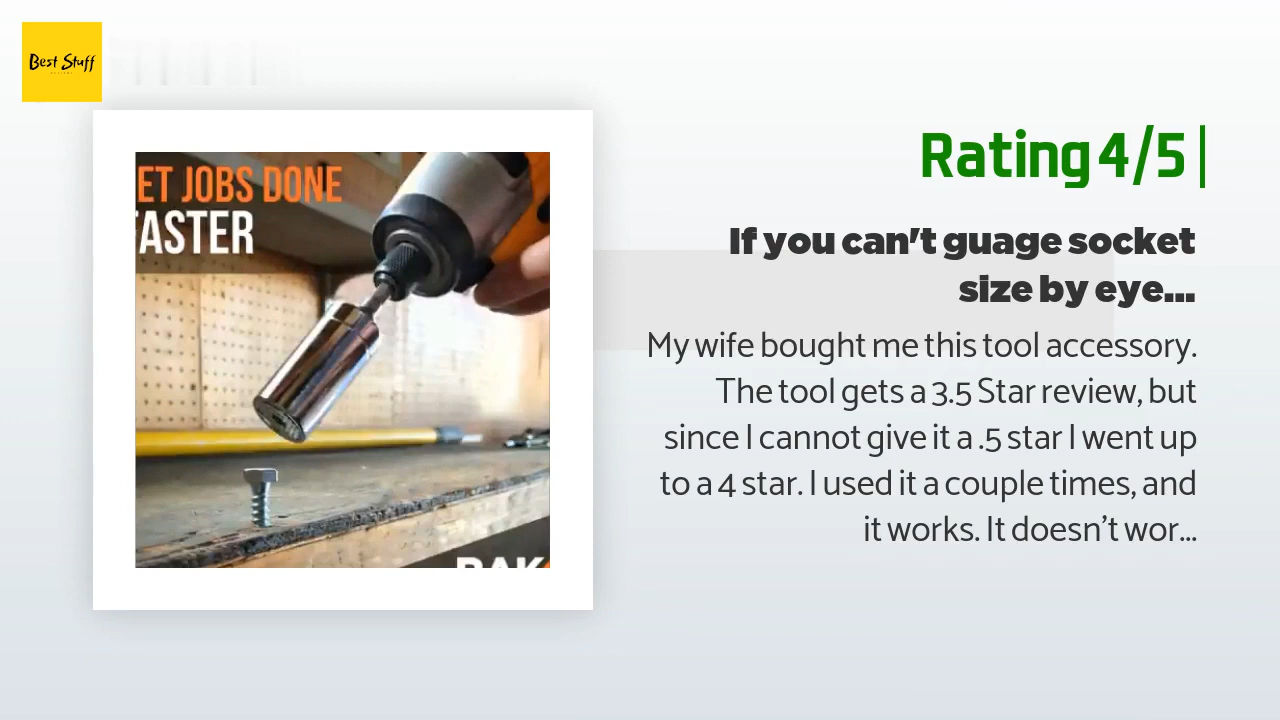 Best Stuff
ET JOBS DONE
FASTER
Rating 4/5 |
If you can't guage socket
size by eye...
My wife bought me this tool accessory.
The tool gets a 3.5 Star review, but
since I cannot give it a .5 star I went up
to a 4 star. I used it a couple times, and
it works. It doesn't wor...
RAK